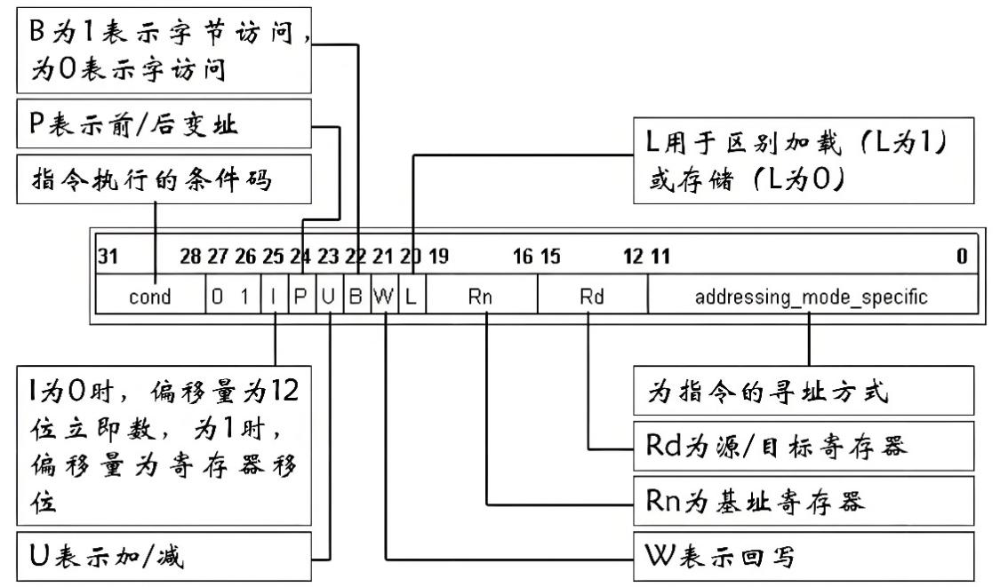 B为1表示字节访问，
为0表示字访问
P表示前/后变址
指令执行的条件码
L用于区别加载（L为1）
或存储（L为0）
31 28 27 26 25 24 23 22 21 20 19 16 15 12 11 0
cond 0 1 I P U B W L Rn Rd addressing_mode_specific
I为0时，偏移量为12
位立即数，为1时，
偏移量为寄存器移
位
U表示加/减
为指令的寻址方式
Rd为源/目标寄存器
Rn为基址寄存器
W表示回写